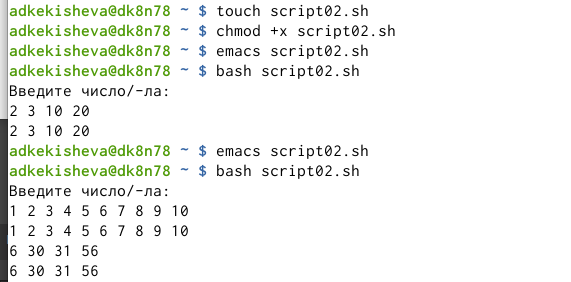 adkekisheva@dk8n78 ~ $ touch script02.sh
adkekisheva@dk8n78 ~ $ chmod +x script02.sh
adkekisheva@dk8n78 ~ $ emacs script02.sh
adkekisheva@dk8n78 ~ $ bash script02.sh
Введите число/-ла:
2 3 10 20
2 3 10 20
adkekisheva@dk8n78 ~ $ emacs script02.sh
adkekisheva@dk8n78 ~ $ bash script02.sh
Введите число/-ла:
1 2 3 4 5 6 7 8 9 10
1 2 3 4 5 6 7 8 9 10
6 30 31 56
6 30 31 56